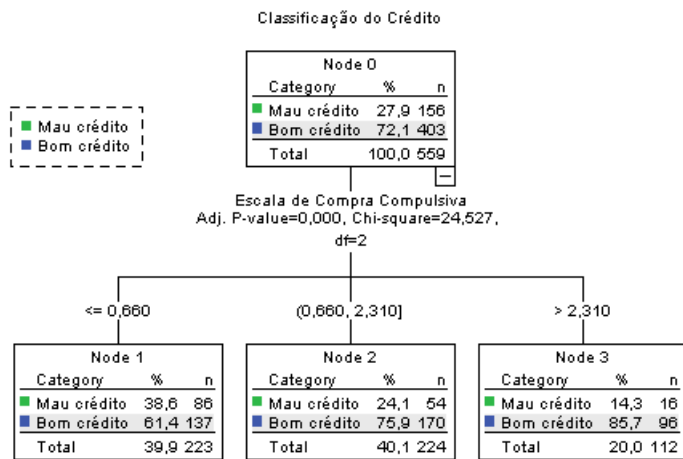 Classificação do Crédito
Node 0
Category % n
Mau crédito 27,9 156
Bom crédito 72,1 403
Total 100,0 559
Mau crédito
Bom crédito
Escala de Compra Compulsiva
Adj. P-value=0,000, Chi-square=24,527,
df=2
<= 0,660
(0,660, 2,310]
> 2,310
Node 1
Category % n
Mau crédito 38,6 86
Bom crédito 61,4 137
Total 39,9 223
Node 2
Category % n
Mau crédito 24,1 54
Bom crédito 75,9 170
Total 40,1 224
Node 3
Category % n
Mau crédito 14,3 16
Bom crédito 85,7 96
Total 20,0 112